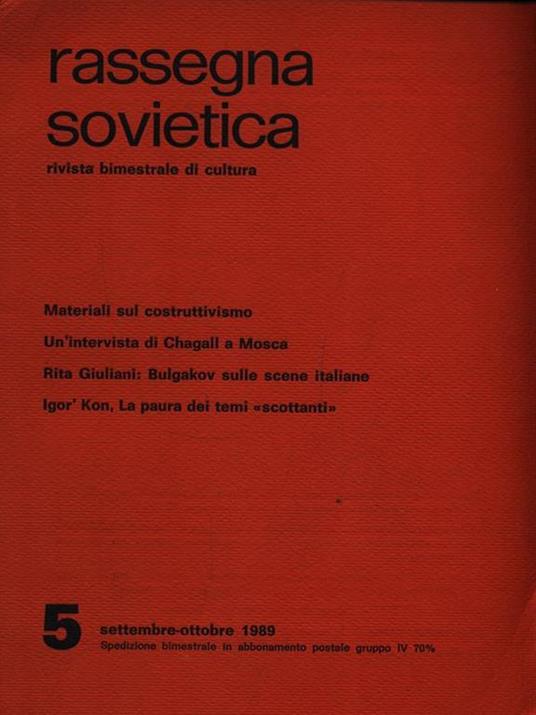 rassegna
sovietica
rivista bimestrale di cultura
Materiali sul costruttivismo
Un'intervista di Chagall a Mosca
Rita Giuliani: Bulgakov sulle scene italiane
Igor' Kon, La paura dei temi «scottanti»
5 settembre-ottobre 1989
Spedizione bimestrale in abbonamento postale gruppo IV 70%